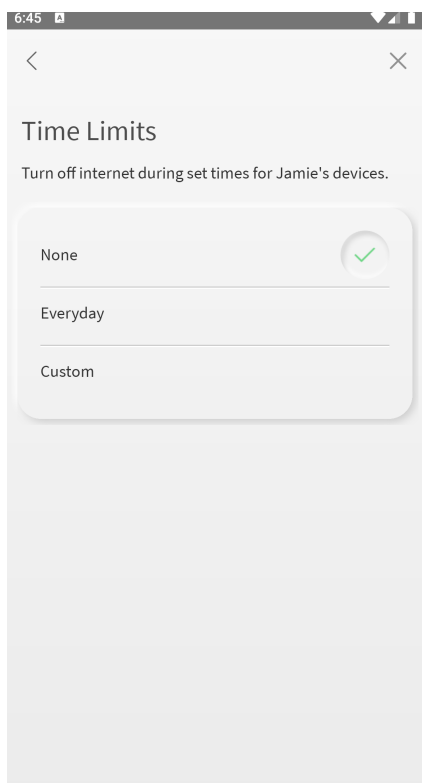 6:45 A
Time Limits
Turn off internet during set times for Jamie's devices.
None
Everyday
Custom